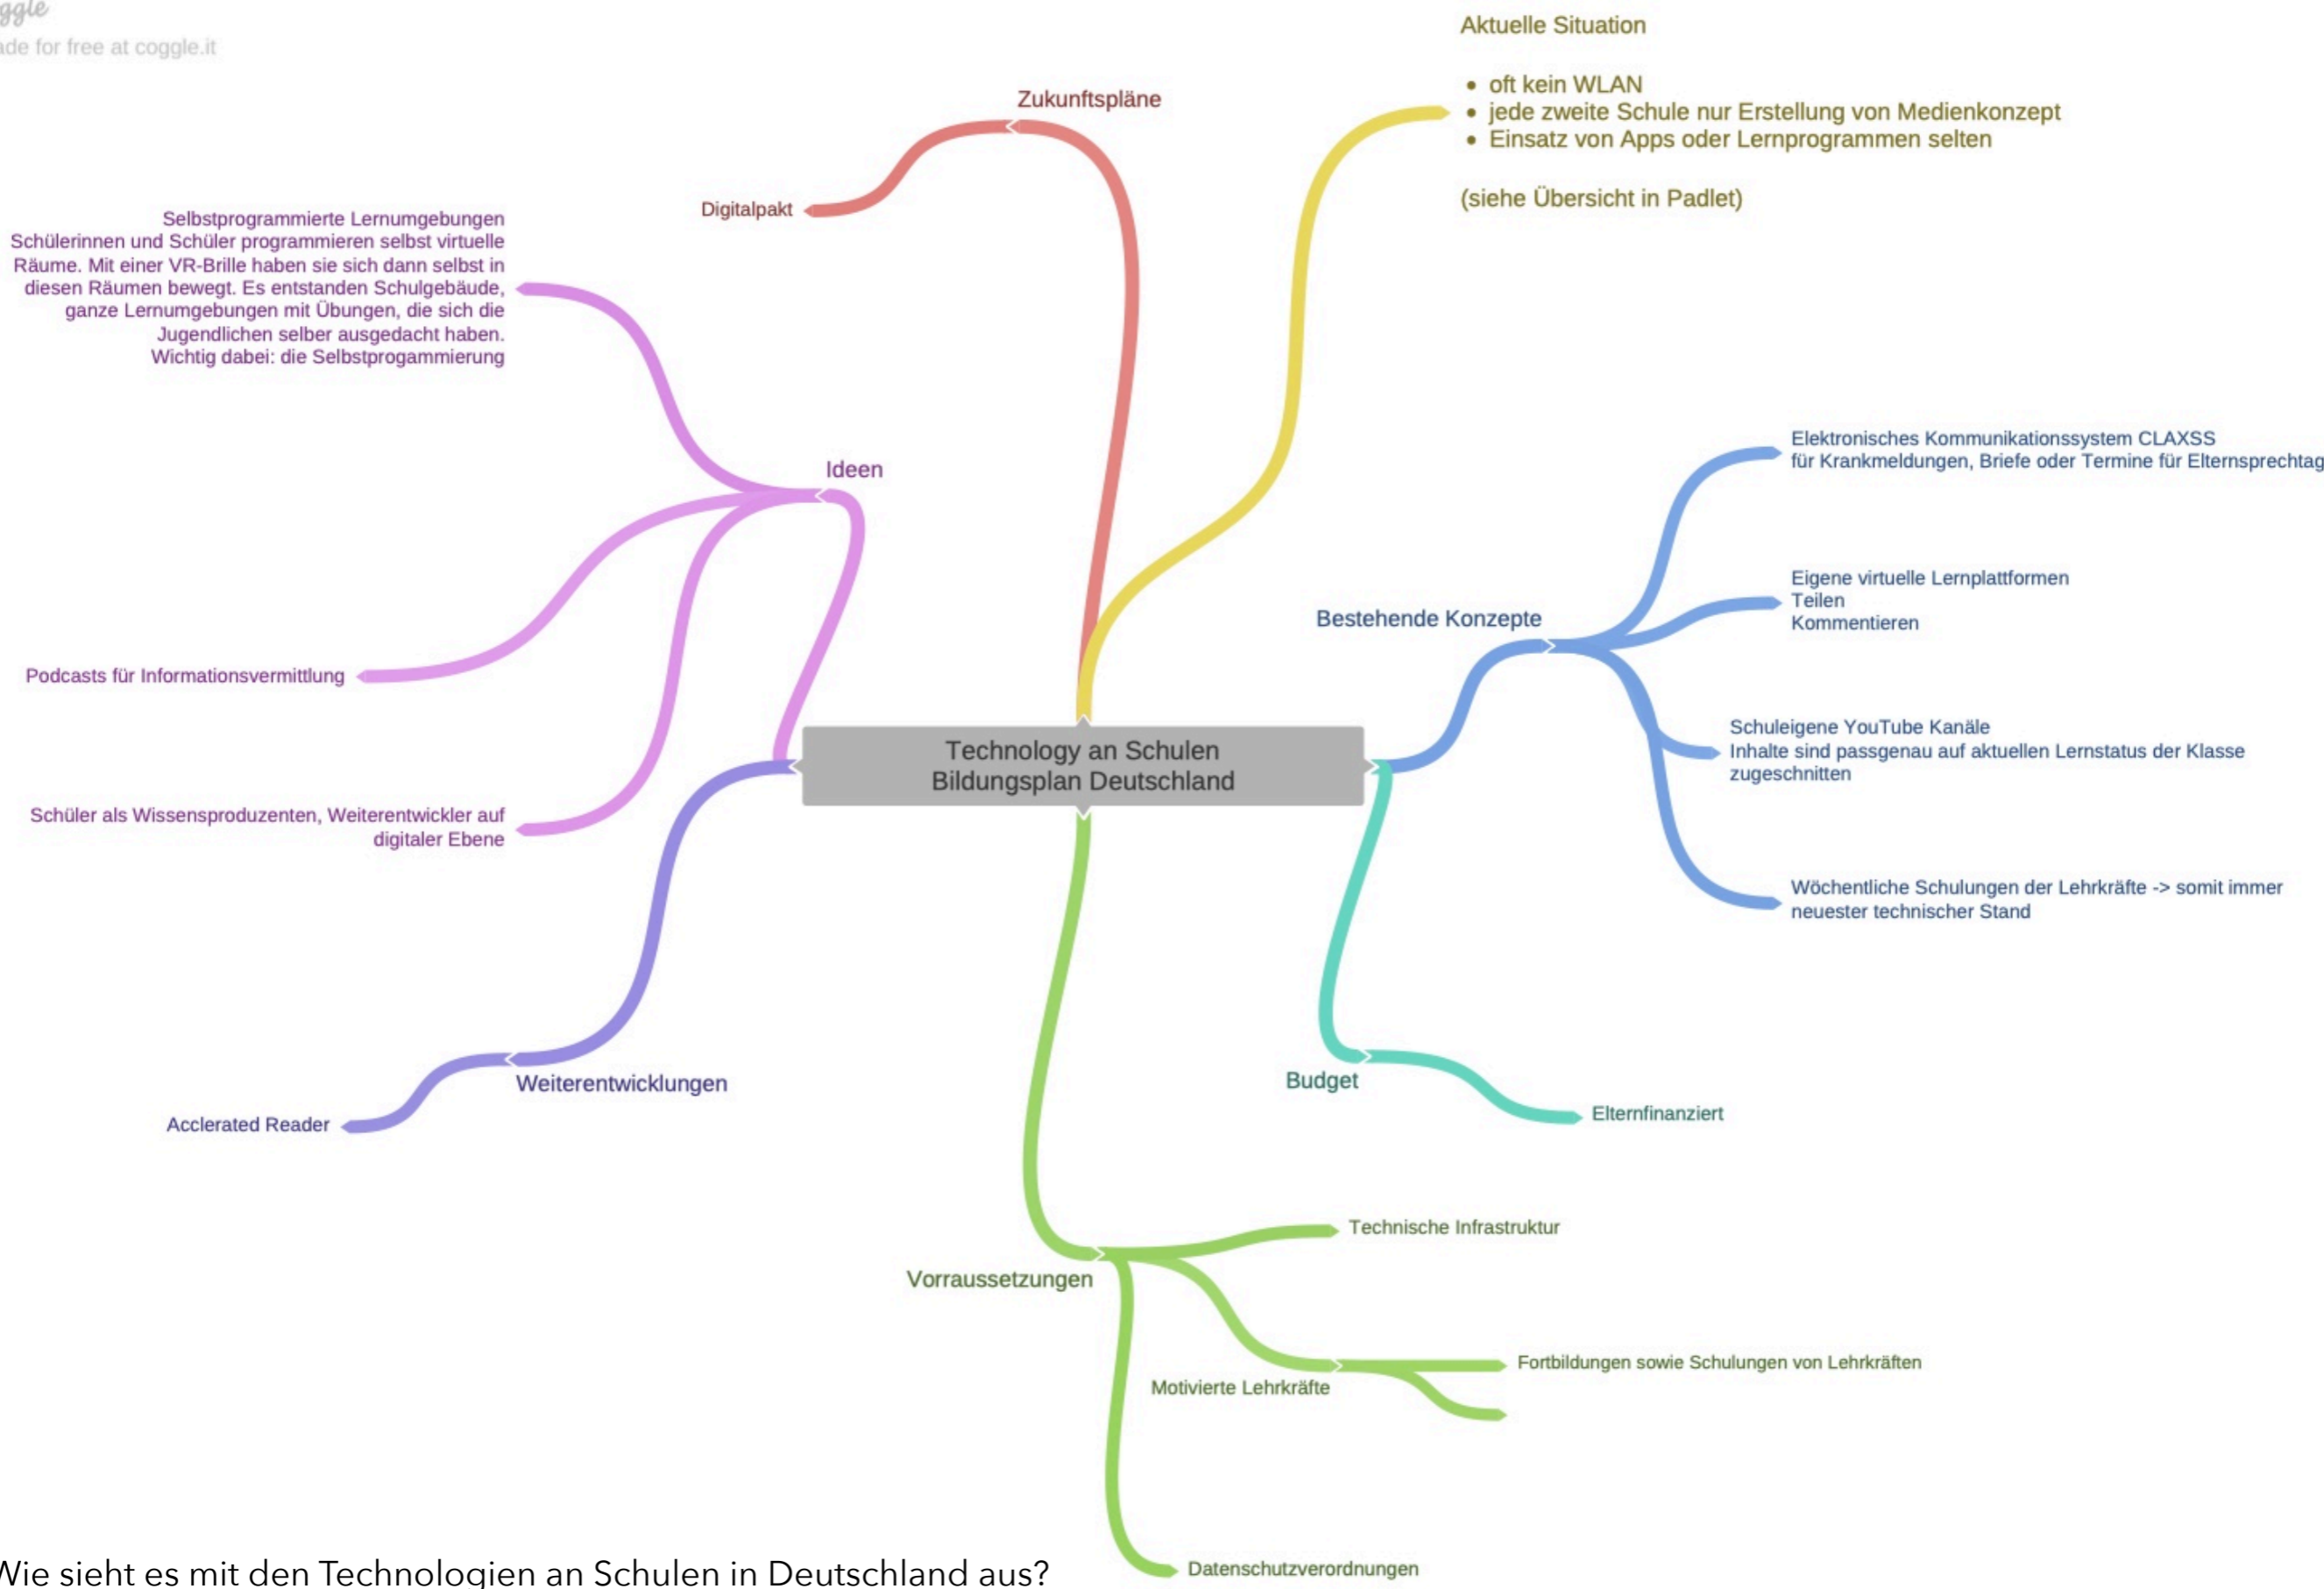 made for free at coggle.it
Aktuelle Situation
• oft kein WLAN
• jede zweite Schule nur Erstellung von Medienkonzept
• Einsatz von Apps oder Lernprogrammen selten
(siehe Übersicht in Padlet)
Zukunftspläne
Digitalpakt
Selbstprogrammierte Lernumgebungen
Schülerinnen und Schüler programmieren selbst virtuelle
Räume. Mit einer VR-Brille haben sie sich dann selbst in
diesen Räumen bewegt. Es entstanden Schulgebäude,
ganze Lernumgebungen mit Übungen, die sich die
Jugendlichen selber ausgedacht haben.
Wichtig dabei: die Selbstprogammierung
Ideen
Podcasts für Informationsvermittlung
Schüler als Wissensproduzenten, Weiterentwickler auf
digitaler Ebene
Elektronisches Kommunikationssystem CLAXSS
für Krankmeldungen, Briefe oder Termine für Elternsprechtag
Bestehende Konzepte
Eigene virtuelle Lernplattformen
Teilen
Kommentieren
Schuleigene YouTube Kanäle
Inhalte sind passgenau auf aktuellen Lernstatus der Klasse
zugeschnitten
Wöchentliche Schulungen der Lehrkräfte -> somit immer
neuester technischer Stand
Technology an Schulen
Bildungsplan Deutschland
Weiterentwicklungen
Acclerated Reader
Budget
Elternfinanziert
Vorraussetzungen
Technische Infrastruktur
Motivierte Lehrkräfte
Fortbildungen sowie Schulungen von Lehrkräften
Datenschutzverordnungen
Wie sieht es mit den Technologien an Schulen in Deutschland aus?